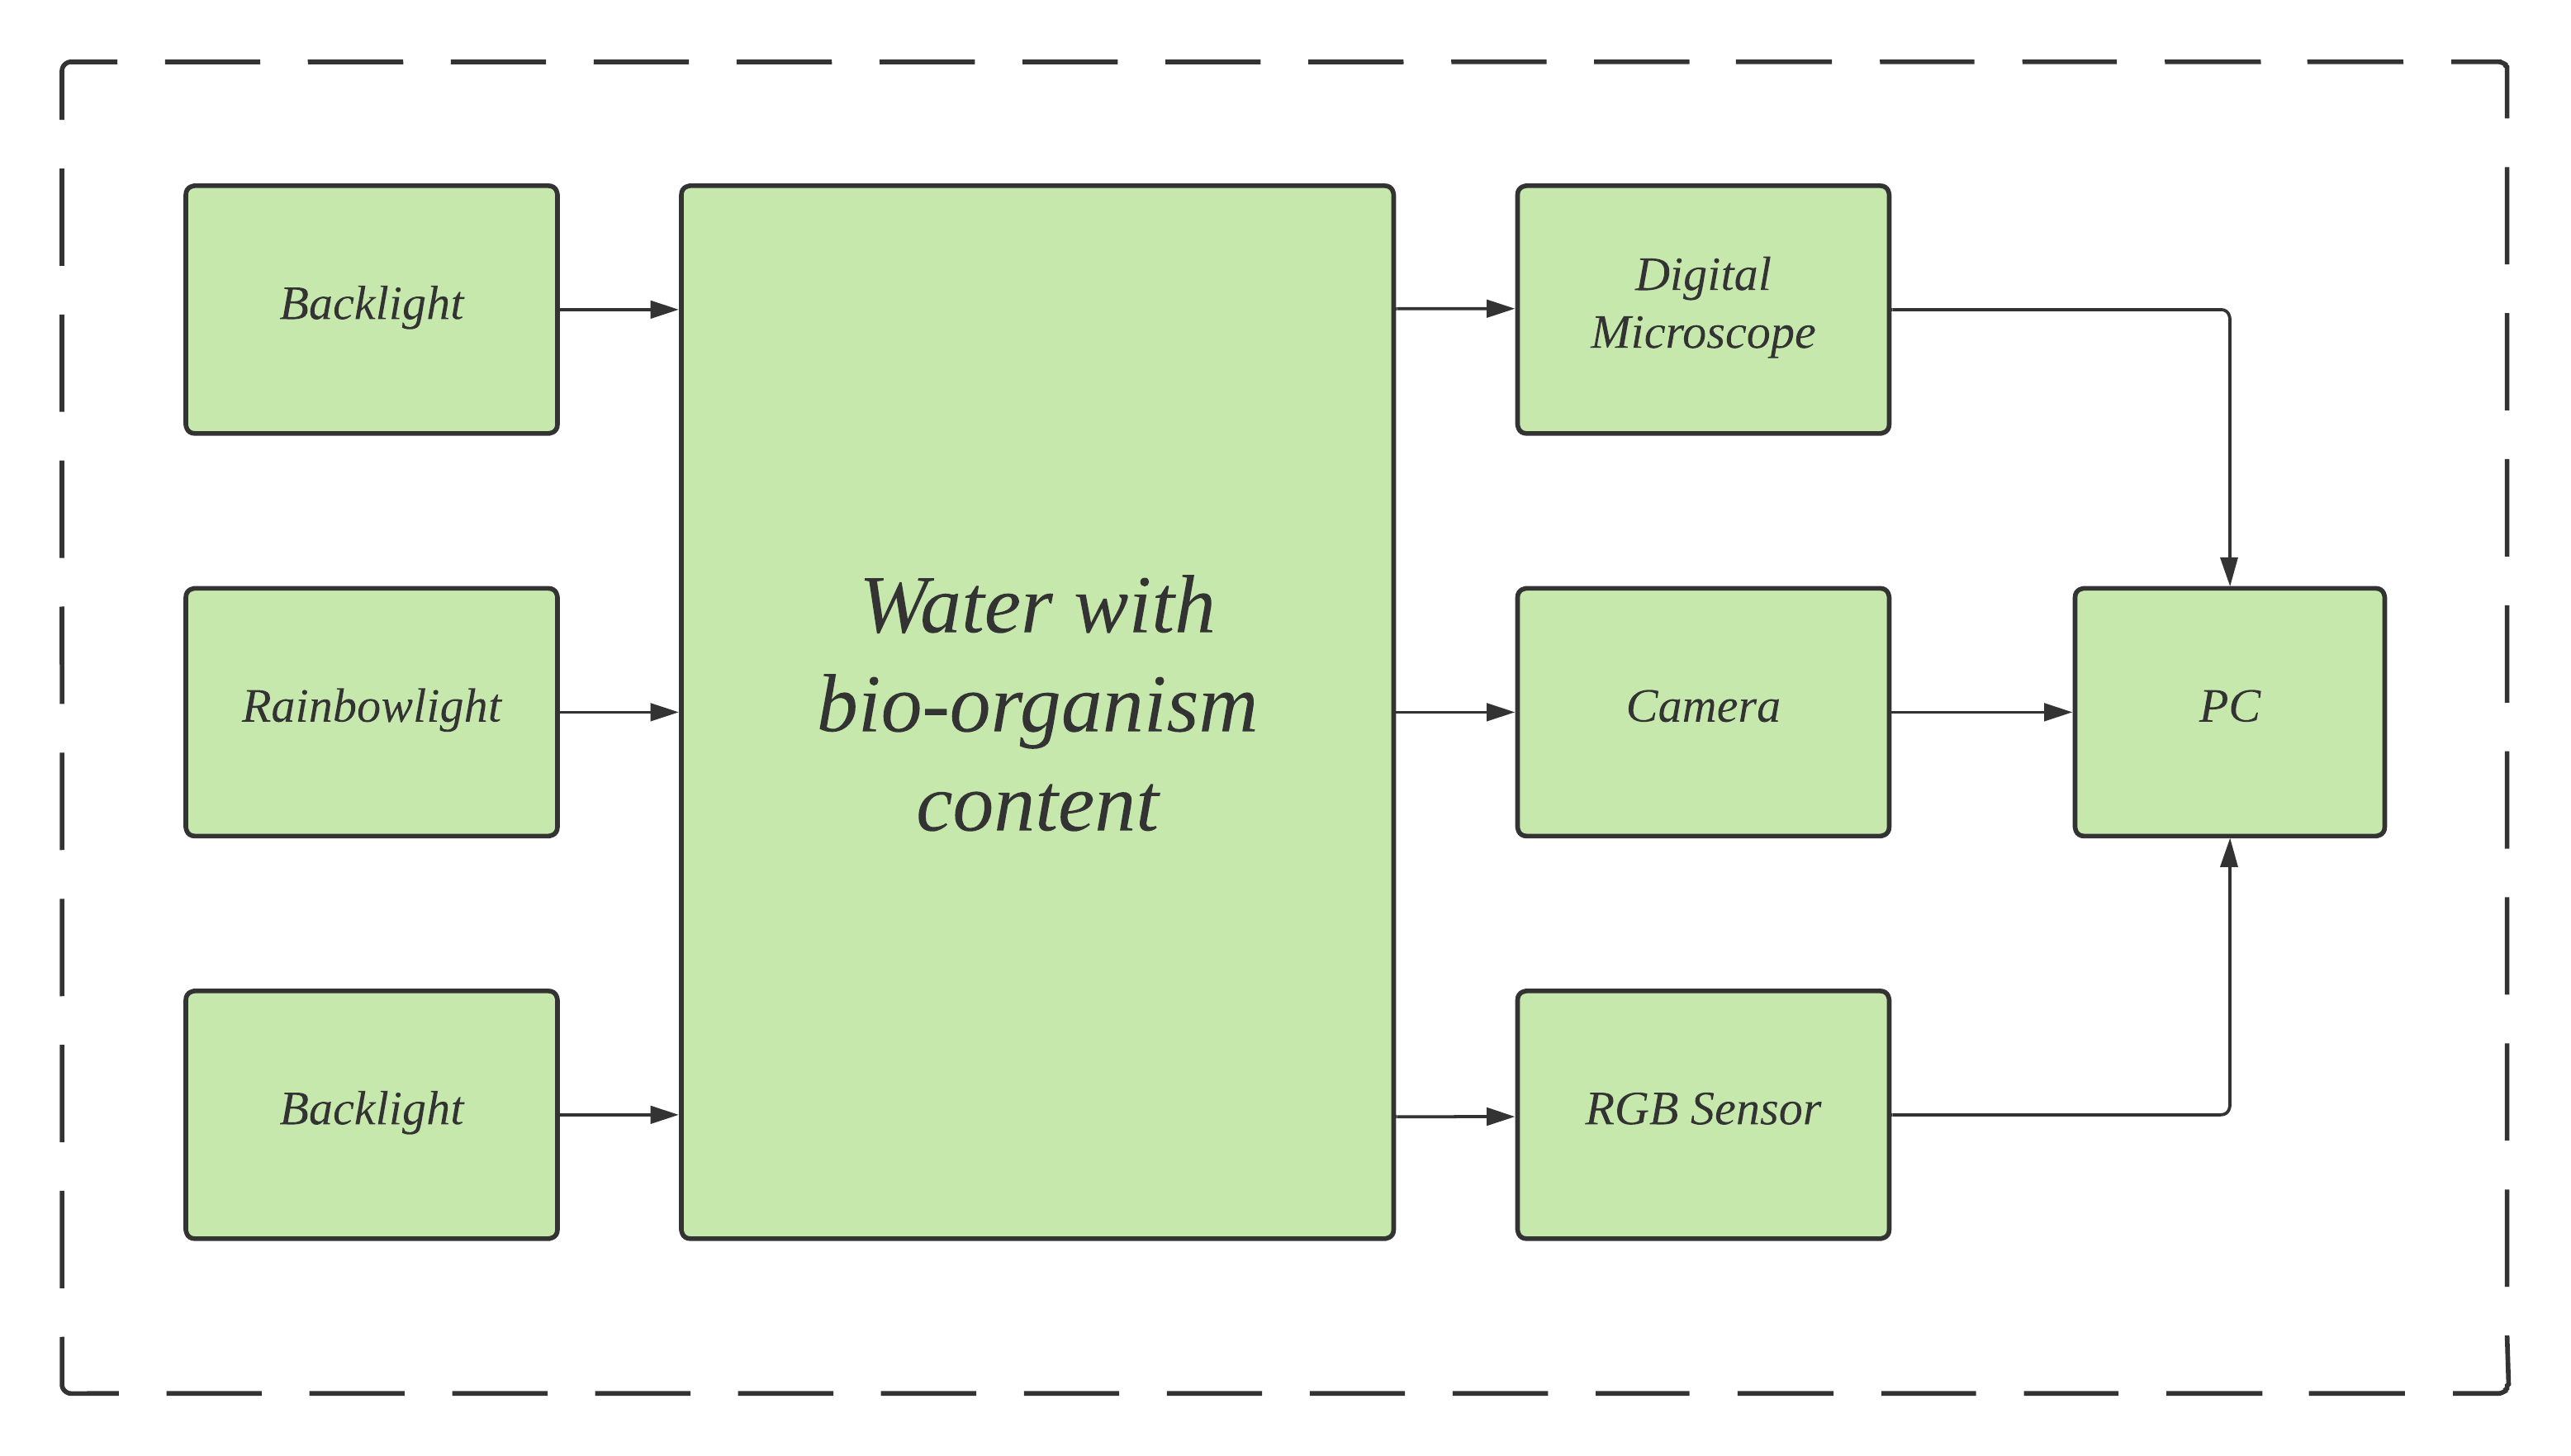 Backlight
Rainbowlight
Backlight
Water with
bio-organism
content
Digital
Microscope
Camera
RGB Sensor
PC